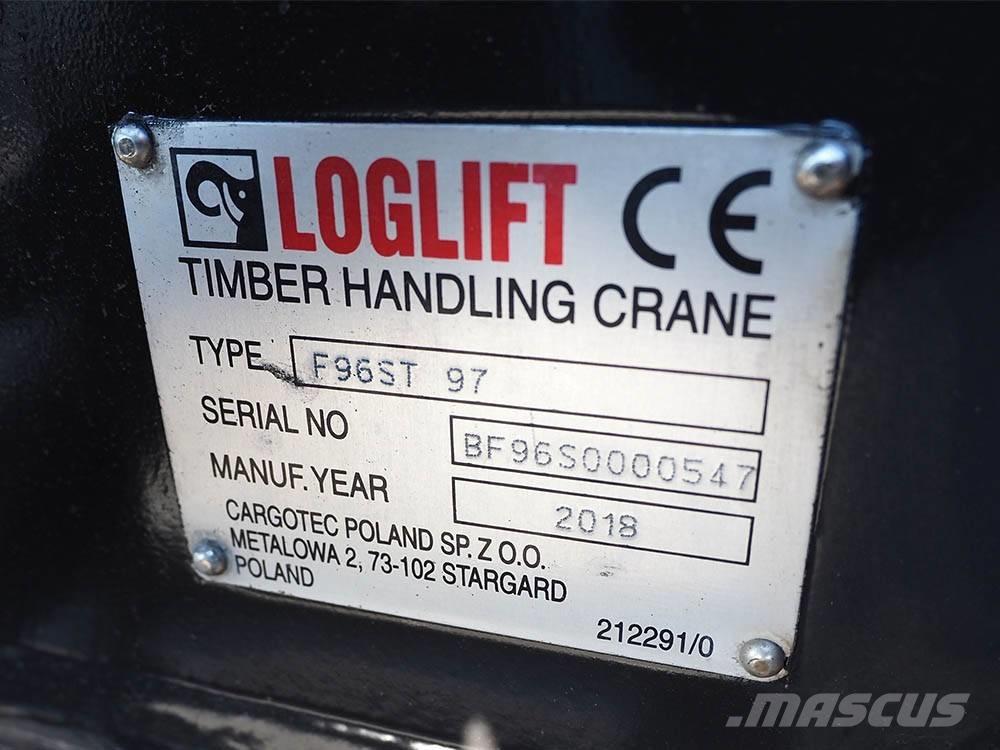 LOGLIFT CE
TIMBER HANDLING CRANE
TYPE F96ST 97
SERIAL NO BF96S0000547
MANUF. YEAR 2018
CARGOTEC POLAND SP. Z O.O.
METALOWA 2, 73-102 STARGARD
POLAND
212291/0
.MASCUS